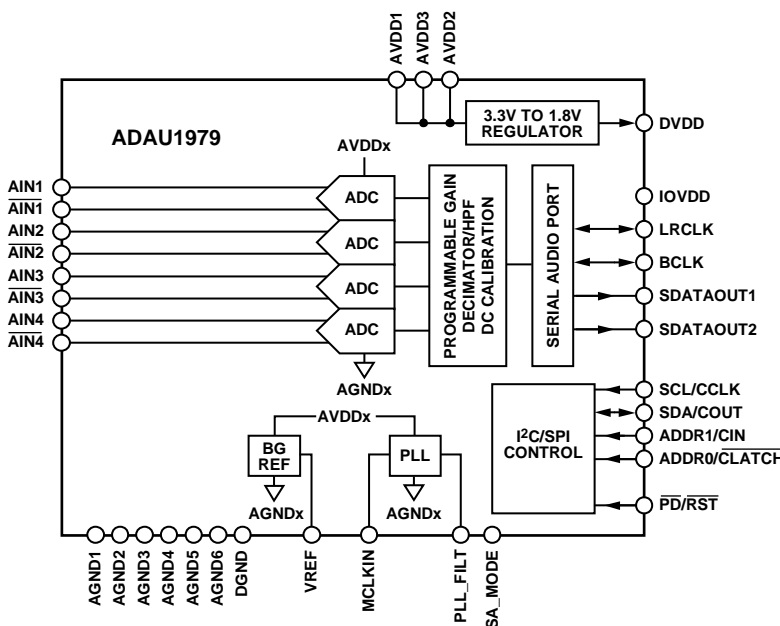 AVDD1
AVDD3
AVDD2
ADAU1979
3.3V TO 1.8V
REGULATOR
DVDD
AVDDx
IOVDD
AIN1
AIN1
AIN2
AIN2
AIN3
AIN3
AIN4
AIN4
ADC
ADC
ADC
ADC
AGNDx
PROGRAMMABLE GAIN
DECIMATOR/HPF
DC CALIBRATION
SERIAL AUDIO PORT
LRCLK
BCLK
SDATAOUT1
SDATAOUT2
I²C/SPI
CONTROL
SCL/CCLK
SDA/COUT
ADDR1/CIN
ADDR0/CLATCH
PD/RST
AVDDx
BG
REF
PLL
AGNDx
AGNDx
AGND1
AGND2
AGND3
AGND4
AGND5
AGND6
DGND
VREF
MCLKIN
PLL_FILT
SA_MODE